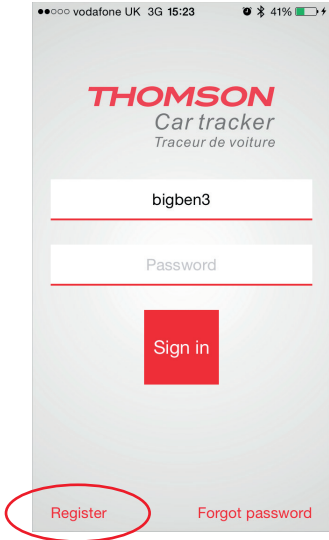 vodafone UK 3G 15:23 41%
THOMSON
Car tracker
Traceur de voiture
bigben3
Password
Sign in
Register Forgot password